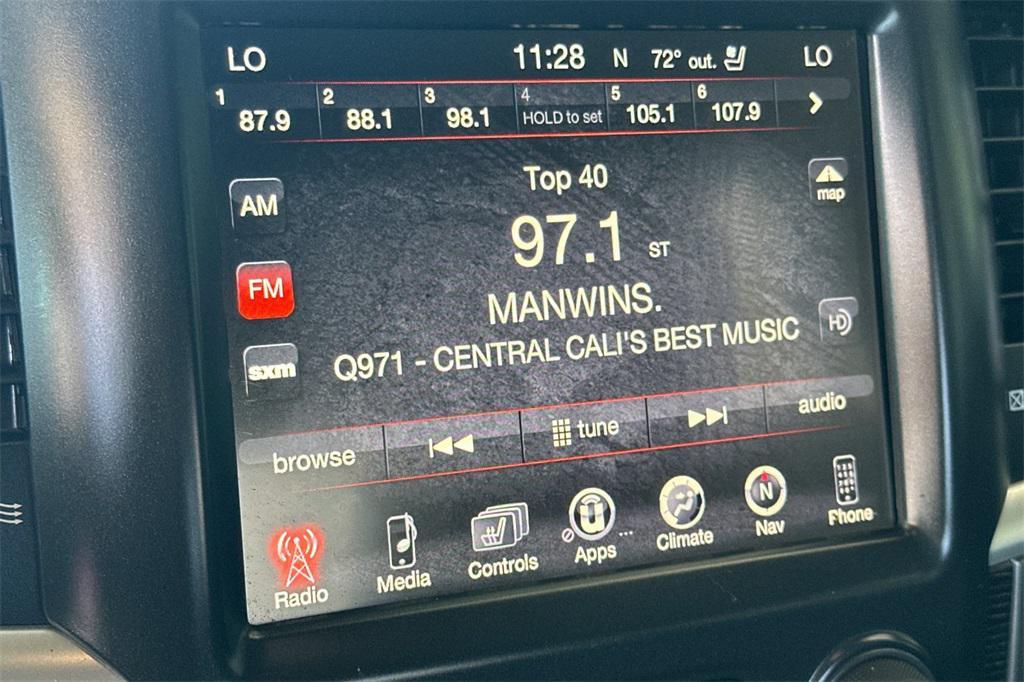 LO 11:28 N 72° out. LO
1 2 3 4 5 6
87.9 88.1 98.1 HOLD to set 105.1 107.9
Top 40
map
AM
97.1 ST
FM
MANWINS.
HD
Q971 - CENTRAL CALI'S BEST MUSIC
sxm
browse tune audio
Radio Media Controls Apps ... Climate N Nav Phone